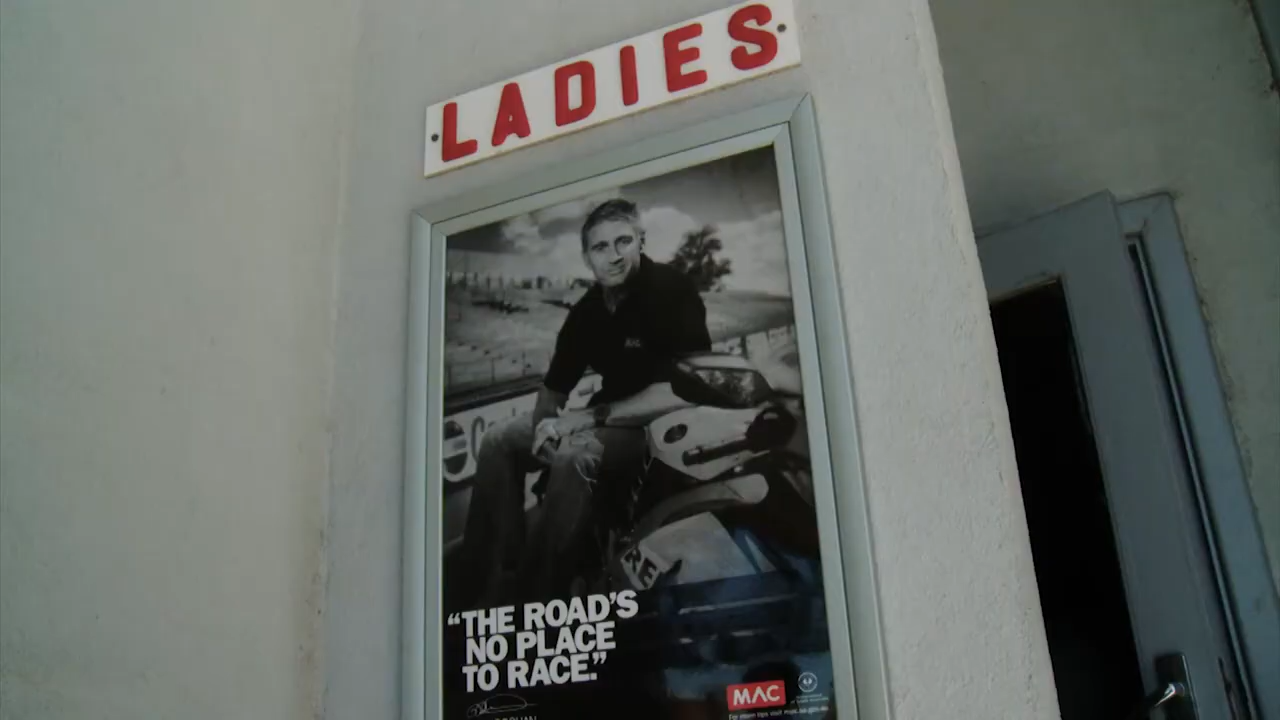 LADIES
“THE ROAD'S
NO PLACE
TO RACE.”
MAC